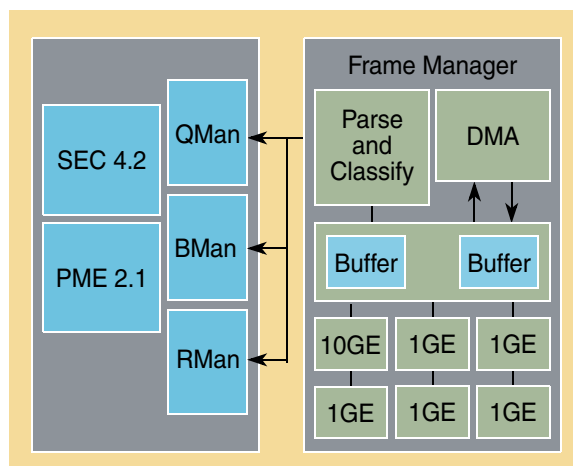 SEC 4.2
PME 2.1
QMan
BMan
RMan
Frame Manager
Parse
and
Classify
DMA
Buffer
Buffer
10GE
1GE
1GE
1GE
1GE
1GE